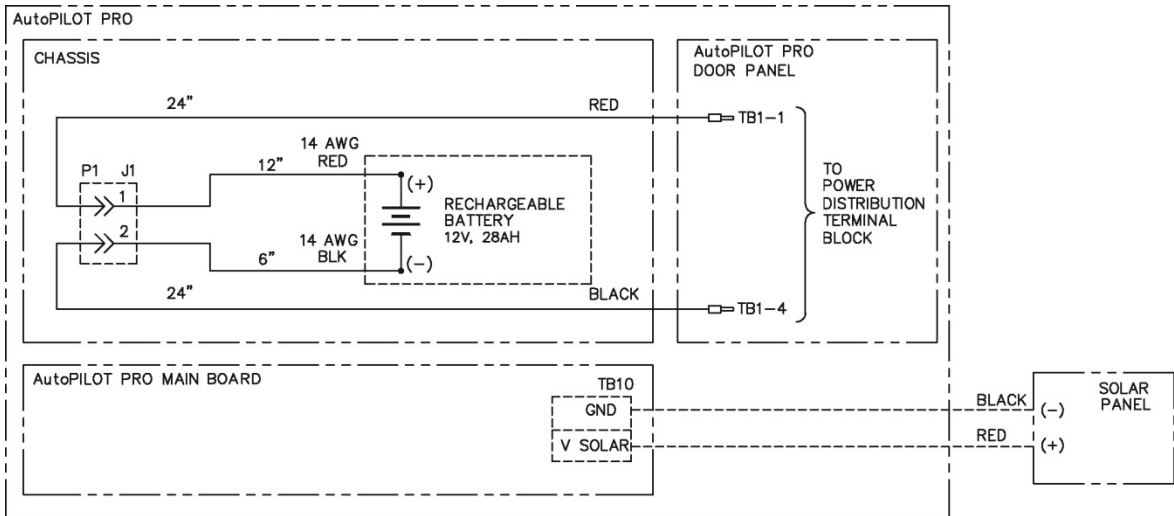 AutoPILOT PRO
CHASSIS
AutoPILOT PRO
DOOR PANEL
24"
RED
TB1-1
14 AWG
RED
P1 J1
12"
1
(+)
RECHARGEABLE
BATTERY
12V, 28AH
TO
POWER
DISTRIBUTION
TERMINAL
BLOCK
2
14 AWG
BLK
6"
(-)
24"
BLACK
TB1-4
AutoPILOT PRO MAIN BOARD
TB10
GND
V SOLAR
BLACK
(-)
RED
(+)
SOLAR
PANEL